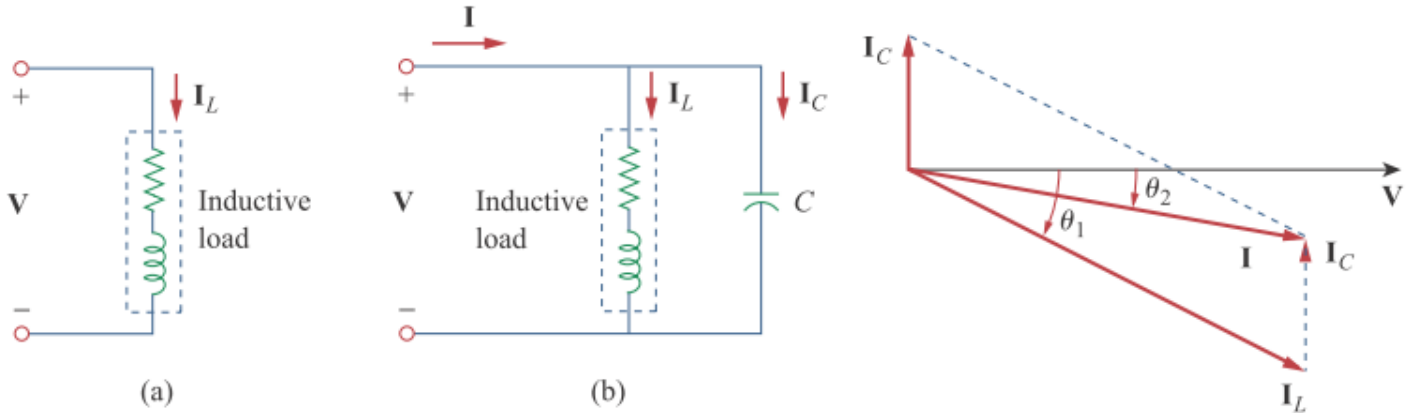 I_L
+
V
−
Inductive
load
(a)
I
+
I_L
I_C
V
−
Inductive
load
C
(b)
I_C
V
θ_2
θ_1
I
I_C
I_L